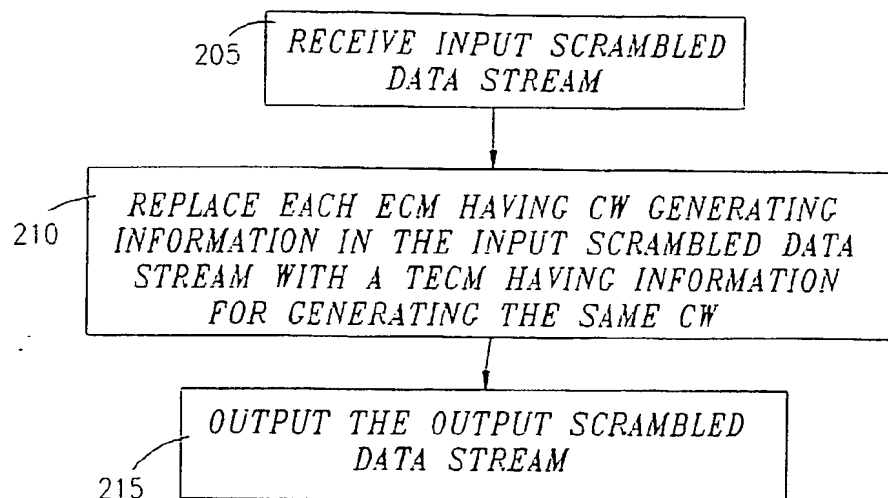 205
RECEIVE INPUT SCRAMBLED
DATA STREAM
210
REPLACE EACH ECM HAVING CW GENERATING
INFORMATION IN THE INPUT SCRAMBLED DATA
STREAM WITH A TECM HAVING INFORMATION
FOR GENERATING THE SAME CW
OUTPUT THE OUTPUT SCRAMBLED
DATA STREAM
215